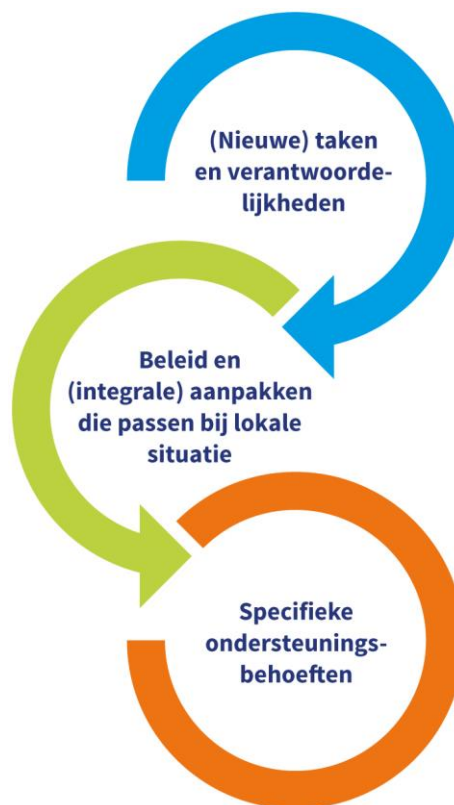 (Nieuwe) taken
en verantwoorde-
lijkheden
Beleid en
(integrale) aanpakken
die passen bij lokale
situatie
Specifieke
ondersteunings-
behoeften